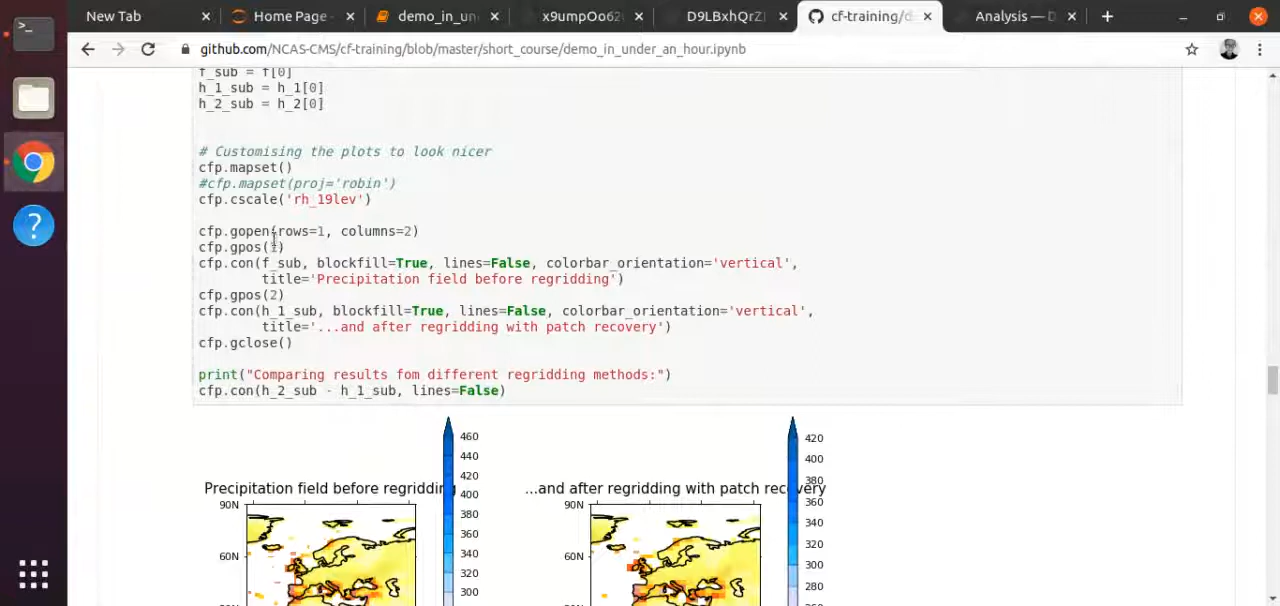 New Tab
Home Page -
demo_in_un
x9umpOo62
D9LBxhQrZ
cf-training/d
Analysis — D
github.com/NCAS-CMS/cf-training/blob/master/short_course/demo_in_under_an_hour.ipynb
f_sub = f[0]
h_1_sub = h_1[0]
h_2_sub = h_2[0]
# Customising the plots to look nicer
cfp.mapset()
#cfp.mapset(proj='robin')
cfp.cscale('rh_19lev')
cfp.gopen(rows=1, columns=2)
cfp.gpos(1)
cfp.con(f_sub, blockfill=True, lines=False, colorbar_orientation='vertical',
title='Precipitation field before regridding')
cfp.gpos(2)
cfp.con(h_1_sub, blockfill=True, lines=False, colorbar_orientation='vertical',
title='...and after regridding with patch recovery')
cfp.gclose()
print("Comparing results fom different regridding methods:")
cfp.con(h_2_sub - h_1_sub, lines=False)
Precipitation field before regridding
90N
60N
460
440
420
400
380
360
340
320
300
...and after regridding with patch recovery
90N
60N
420
400
380
360
340
320
300
280